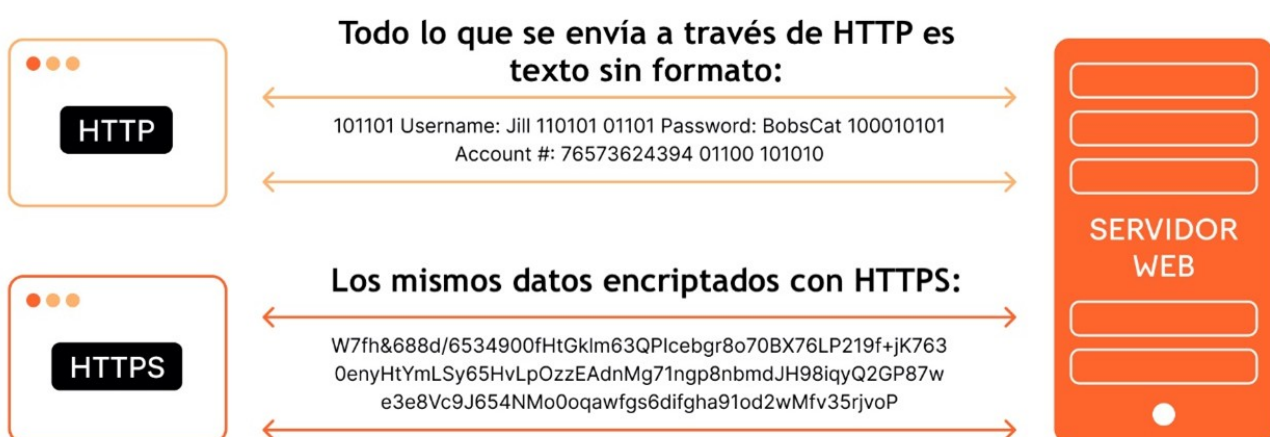 Todo lo que se envía a través de HTTP es
texto sin formato:
HTTP
101101 Username: Jill 110101 01101 Password: BobsCat 100010101
Account #: 76573624394 01100 101010
SERVIDOR
WEB
Los mismos datos encriptados con HTTPS:
HTTPS
W7fh&688d/6534900fHtGklm63QPlcebgr8o70BX76LP219f+jK763
0enyHtYmLSy65HvLpOzzEAdnMg71ngp8nbmdJH98iqyQ2GP87w
e3e8Vc9J654NMo0oqawfgs6difgha91od2wMfv35rjvoP